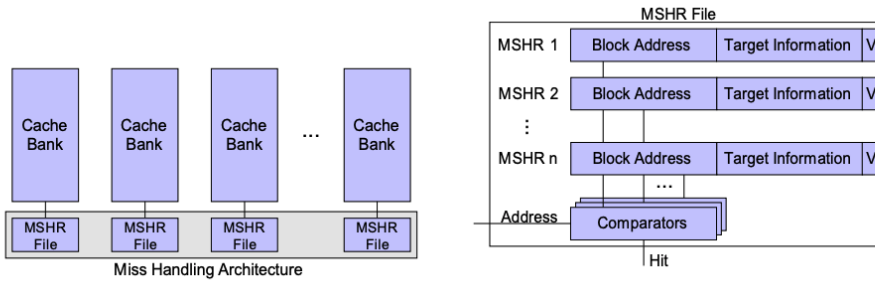 Cache
Bank
Cache
Bank
Cache
Bank
...
Cache
Bank
MSHR
File
MSHR
File
MSHR
File
MSHR
File
Miss Handling Architecture
MSHR File
MSHR 1
Block Address
Target Information
V
MSHR 2
Block Address
Target Information
V
...
MSHR n
Block Address
Target Information
V
...
Address
Comparators
Hit